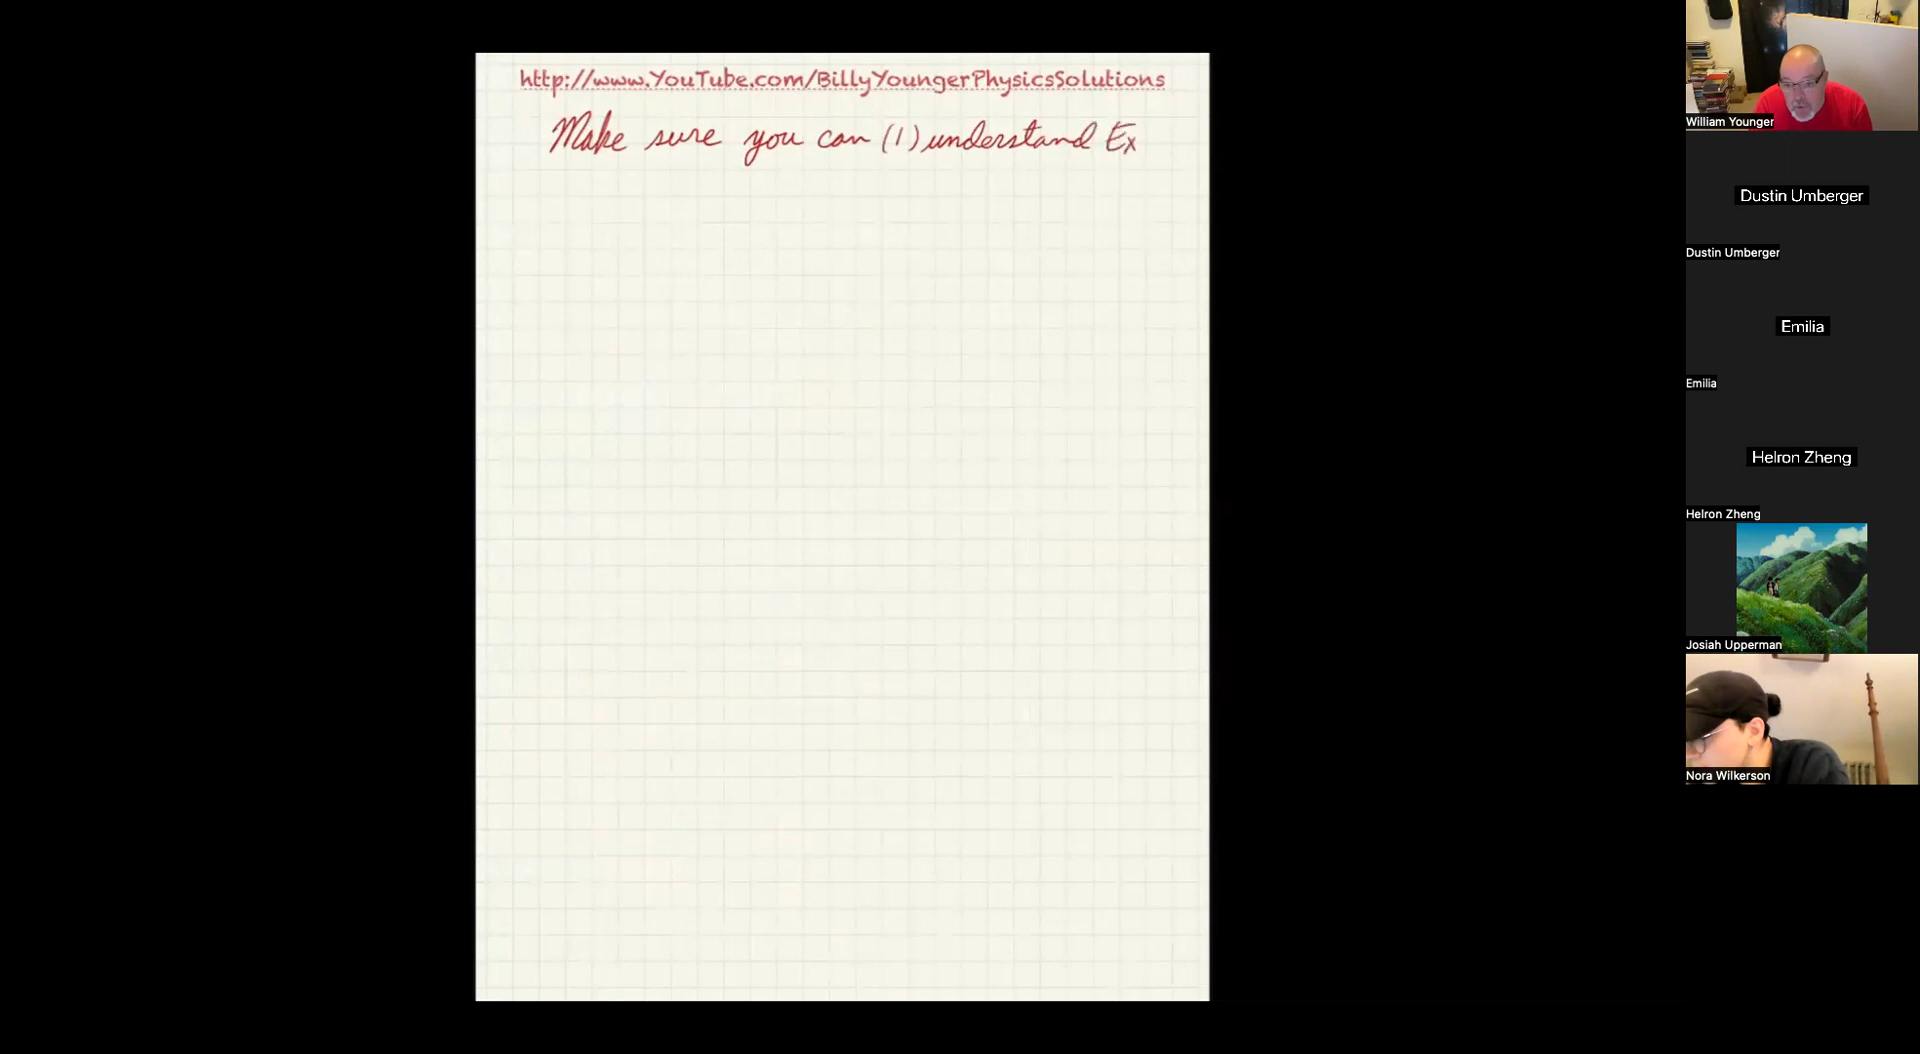 http://www.YouTube.com/BillyYoungerPhysicsSolutions
Make sure you can (1) understand Ex
William Younger
Dustin Umberger
Dustin Umberger
Emilia
Emilia
Helron Zheng
Helron Zheng
Josiah Upperman
Nora Wilkerson